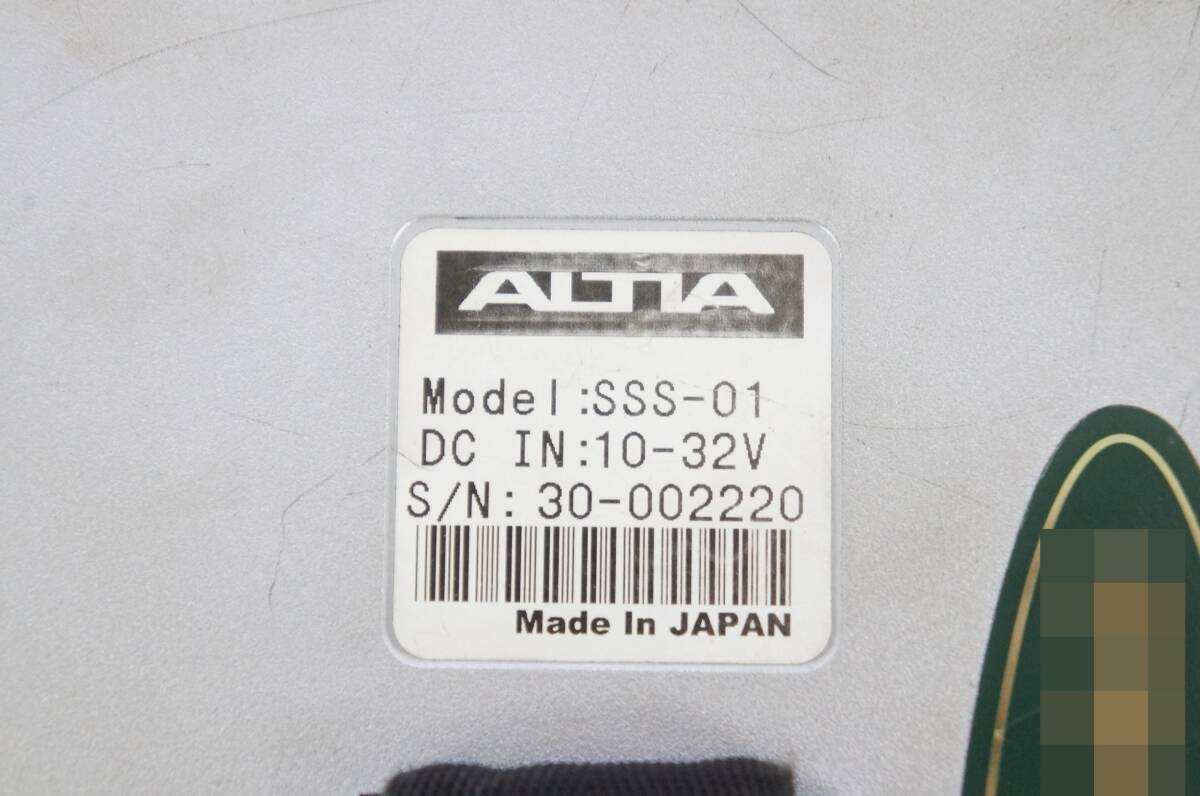 ALTIA
Model:SSS-01
DC IN:10-32V
S/N: 30-002220
Made In JAPAN